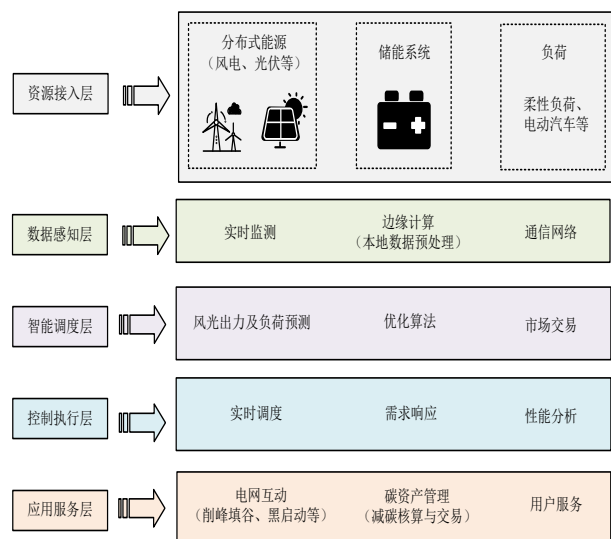 资源接入层
分布式能源
（风电、光伏等）
储能系统
负荷
柔性负荷、
电动汽车等
数据感知层
实时监测
边缘计算
（本地数据预处理）
通信网络
智能调度层
风光出力及负荷预测
优化算法
市场交易
控制执行层
实时调度
需求响应
性能分析
应用服务层
电网互动
（削峰填谷、黑启动等）
碳资产管理
（减碳核算与交易）
用户服务